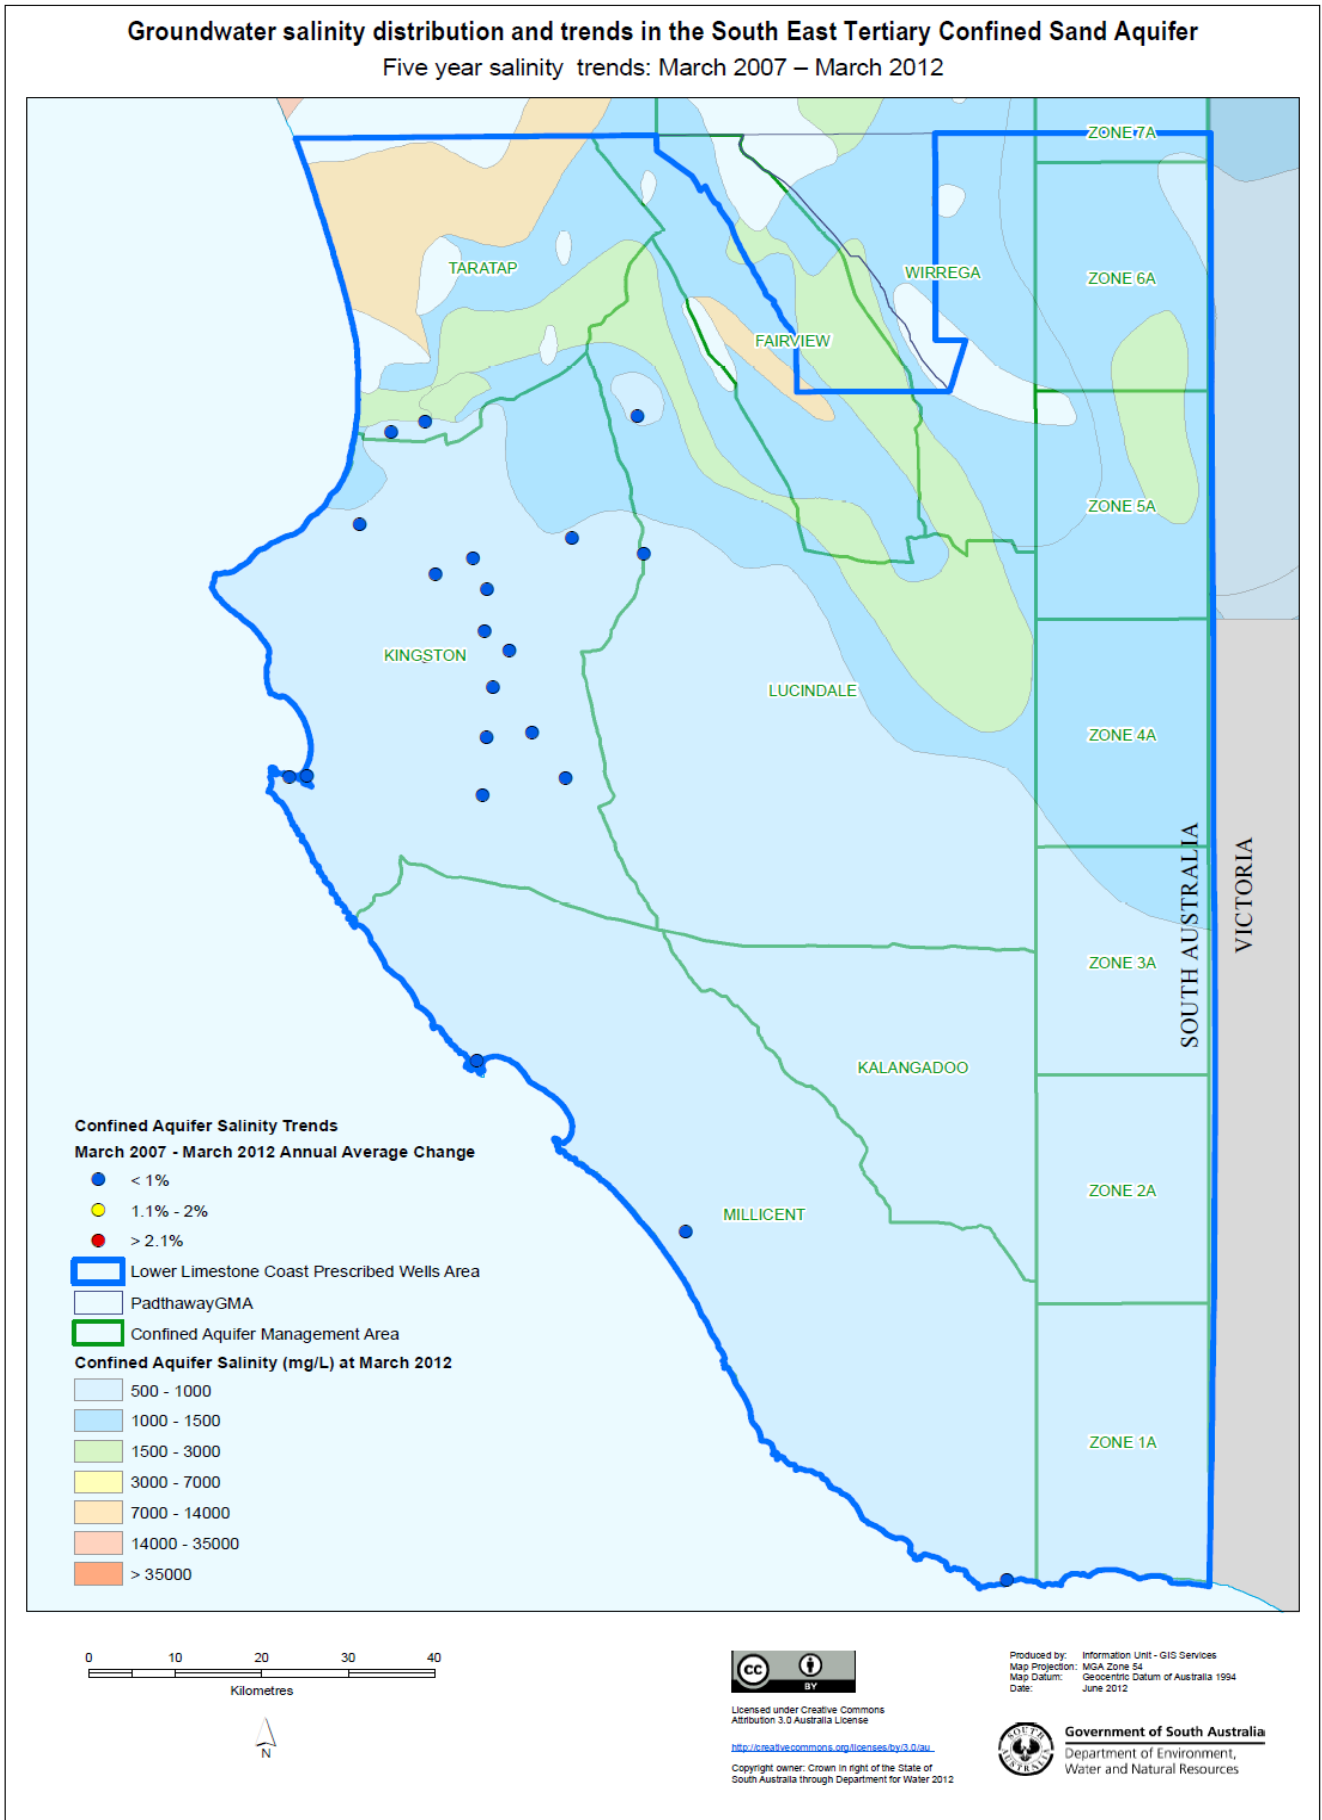 Groundwater salinity distribution and trends in the South East Tertiary Confined Sand Aquifer
Five year salinity trends: March 2007 – March 2012
ZONE 7A
TARATAP
WIRREGA
ZONE 6A
FAIRVIEW
ZONE 5A
KINGSTON
LUCINDALE
ZONE 4A
SOUTH AUSTRALIA
VICTORIA
ZONE 3A
KALANGADOO
ZONE 2A
MILLICENT
ZONE 1A
Confined Aquifer Salinity Trends
March 2007 - March 2012 Annual Average Change
< 1%
1.1% - 2%
> 2.1%
Lower Limestone Coast Prescribed Wells Area
PadthawayGMA
Confined Aquifer Management Area
Confined Aquifer Salinity (mg/L) at March 2012
500 - 1000
1000 - 1500
1500 - 3000
3000 - 7000
7000 - 14000
14000 - 35000
> 35000
0 10 20 30 40
Kilometres
N
CC
BY
Licensed under Creative Commons
Attribution 3.0 Australia License
http://creativecommons.org/licenses/by/3.0/au
Copyright owner: Crown in right of the State of
South Australia through Department for Water 2012
Produced by: Information Unit - GIS Services
Map Projection: MGA Zone 54
Map Datum: Geocentric Datum of Australia 1994
Date: June 2012
SOUTH AUSTRALIA
Government of South Australia
Department of Environment,
Water and Natural Resources